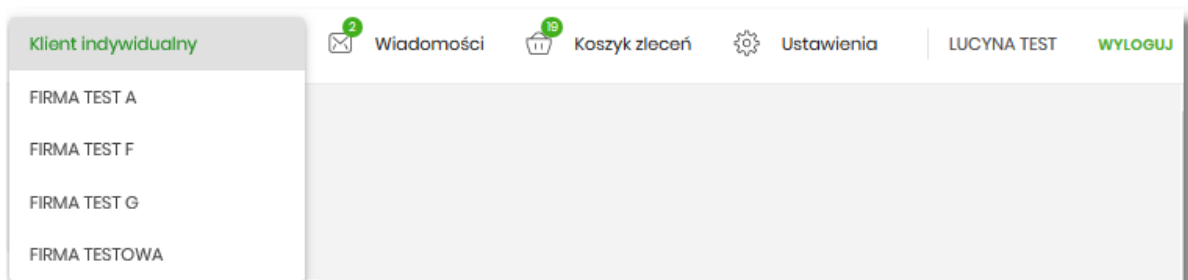 Klient indywidualny
2
Wiadomości
19
Koszyk zleceń
Ustawienia
LUCYNA TEST
WYLOGUJ
FIRMA TEST A
FIRMA TEST F
FIRMA TEST G
FIRMA TESTOWA